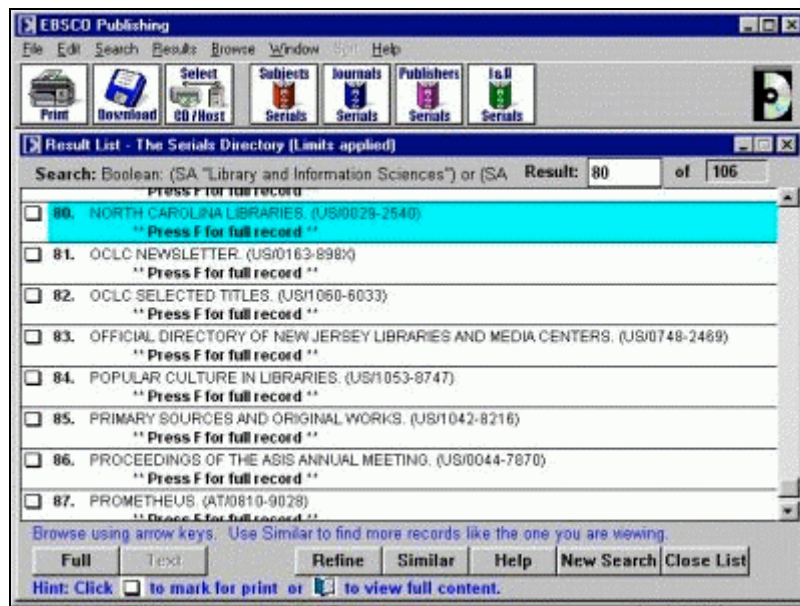 EBSCO Publishing
File Edit Search Results Browse Window Help
Print Download Select CD/Host Subjects Serials Journals Serials Publishers Serials Serials
Result List - The Serials Directory (Limits applied)
Search: Boolean: (SA "Library and Information Sciences") or (SA Result: 80 of 106
** Press F for full record **
80. NORTH CAROLINA LIBRARIES. (US/0029-2540)
** Press F for full record **
81. OCLC NEWSLETTER. (US/0163-898X)
** Press F for full record **
82. OCLC SELECTED TITLES. (US/1060-6033)
** Press F for full record **
83. OFFICIAL DIRECTORY OF NEW JERSEY LIBRARIES AND MEDIA CENTERS. (US/0748-2469)
** Press F for full record **
84. POPULAR CULTURE IN LIBRARIES. (US/1053-8747)
** Press F for full record **
85. PRIMARY SOURCES AND ORIGINAL WORKS. (US/1042-8216)
** Press F for full record **
86. PROCEEDINGS OF THE ASIS ANNUAL MEETING. (US/0044-7870)
** Press F for full record **
87. PROMETHEUS. (AT/0810-9028)
** Press F for full record **
Browse using arrow keys. Use Similar to find more records like the one you are viewing.
Full Text Refine Similar Help New Search Close List
Hint: Click to mark for print or to view full content.